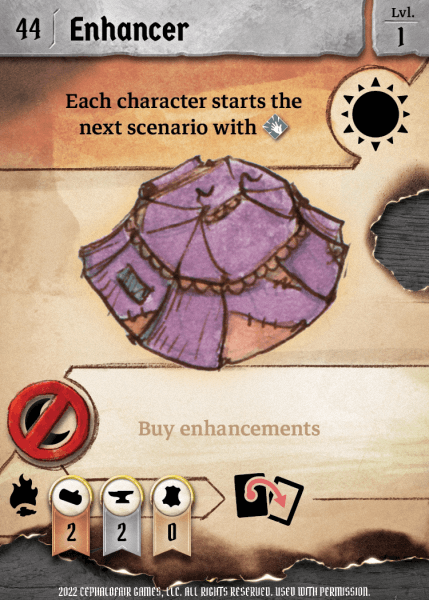 44 Enhancer
Lvl.
1
Each character starts the
next scenario with
Buy enhancements
2 2 0
2022 CEPHALOFAIR GAMES, LLC. ALL RIGHTS RESERVED. USED WITH PERMISSION.